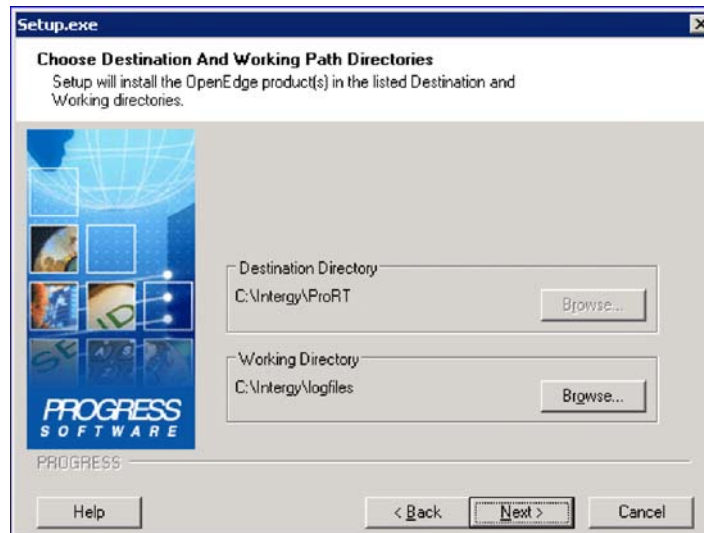 Setup.exe
Choose Destination And Working Path Directories
Setup will install the OpenEdge product(s) in the listed Destination and
Working directories.
Destination Directory
C:\Intergy\ProRT
Browse...
Working Directory
C:\Intergy\logfiles
Browse...
PROGRESS
SOFTWARE
PROGRESS
Help
< Back
Next >
Cancel